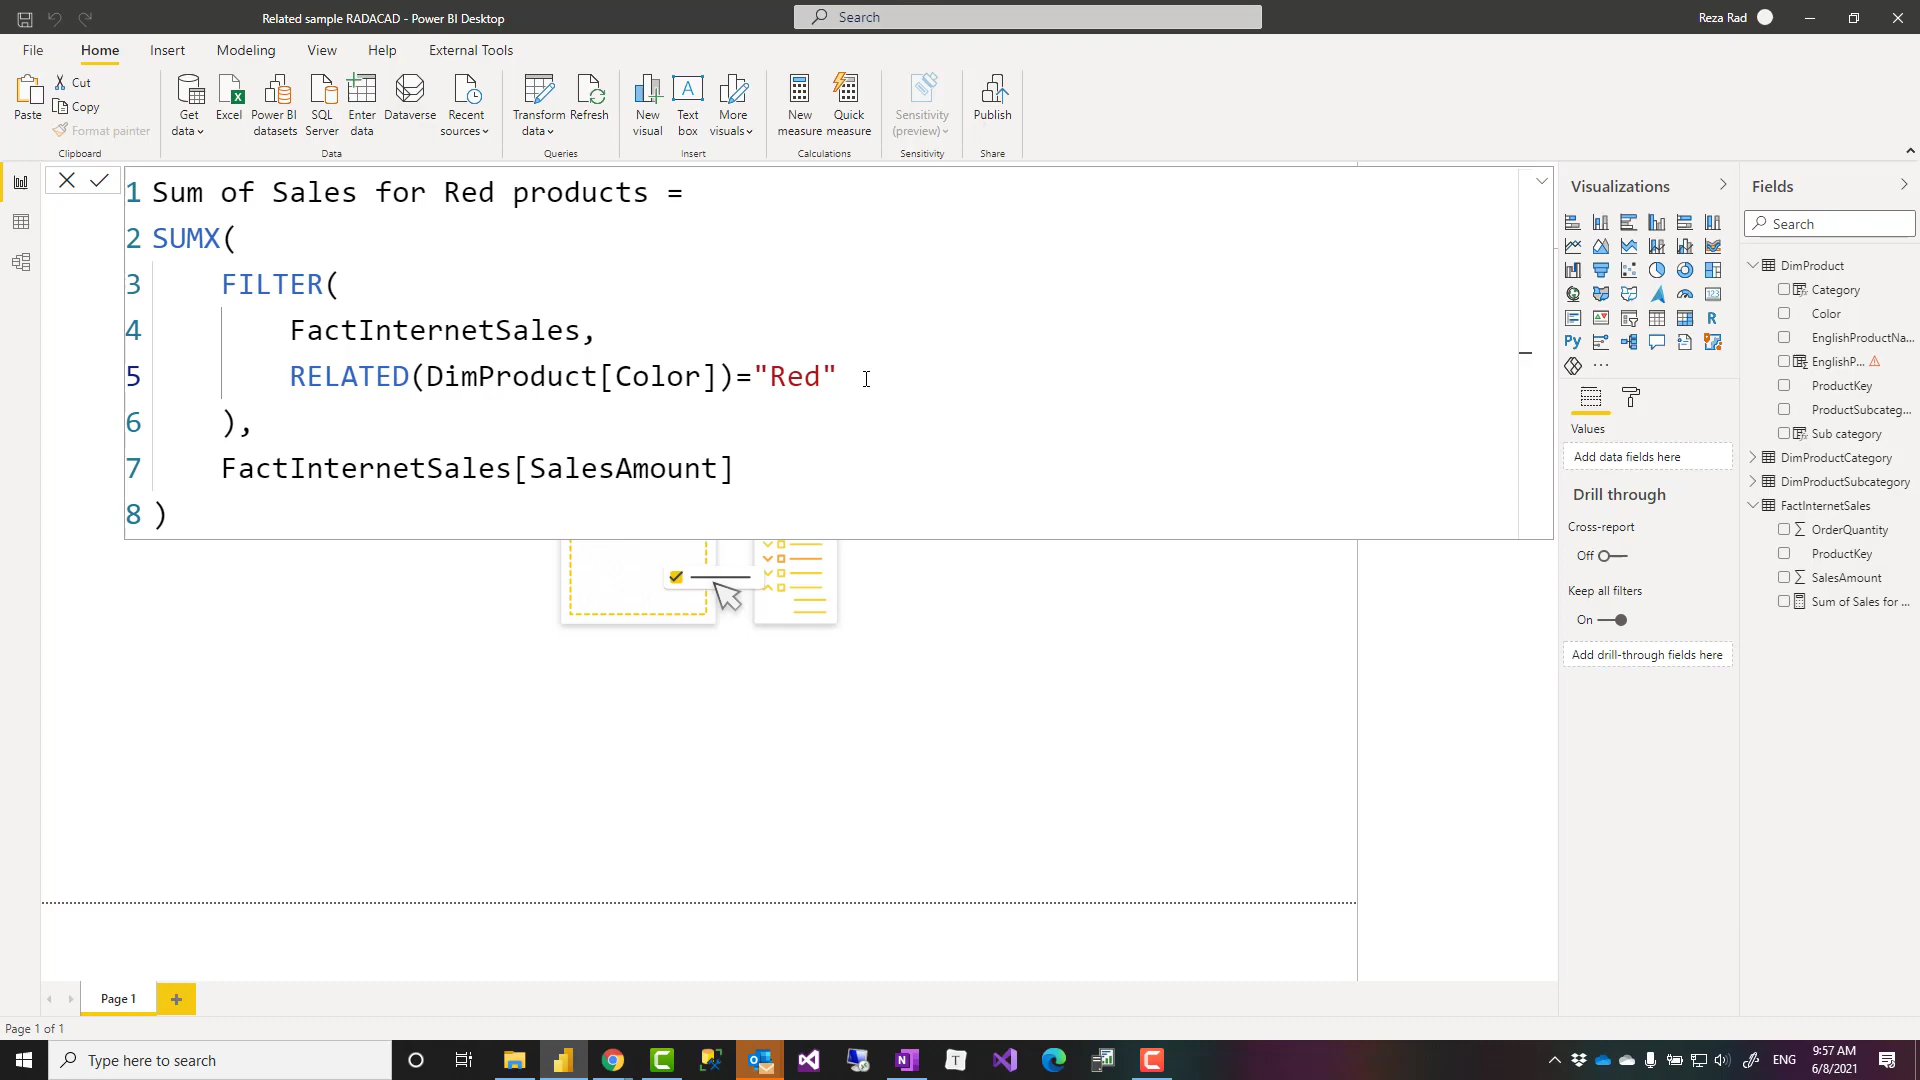 Related sample RADACAD - Power BI Desktop
Search
Reza Rad
File Home Insert Modeling View Help External Tools
Paste
Cut
Copy
Format painter
Clipboard
Get data
Excel
Power BI datasets
SQL Server
Enter data
Dataverse
Recent sources
Data
Transform data
Refresh
Queries
New visual
Text box
More visuals
Insert
New measure
Quick measure
Calculations
Sensitivity (preview)
Sensitivity
Publish
Share
1 Sum of Sales for Red products =
2 SUMX(
3 FILTER(
4 FactInternetSales,
5 RELATED(DimProduct[Color])="Red"
6 ),
7 FactInternetSales[SalesAmount]
8 )
Visualizations
R
Py
Values
Add data fields here
Drill through
Cross-report
Off
Keep all filters
On
Add drill-through fields here
Fields
Search
DimProduct
Category
Color
EnglishProductNa...
EnglishP...
ProductKey
ProductSubcateg...
Sub category
DimProductCategory
DimProductSubcategory
FactInternetSales
OrderQuantity
ProductKey
SalesAmount
Sum of Sales for ...
Page 1
Page 1 of 1
Type here to search
ENG
9:57 AM
6/8/2021